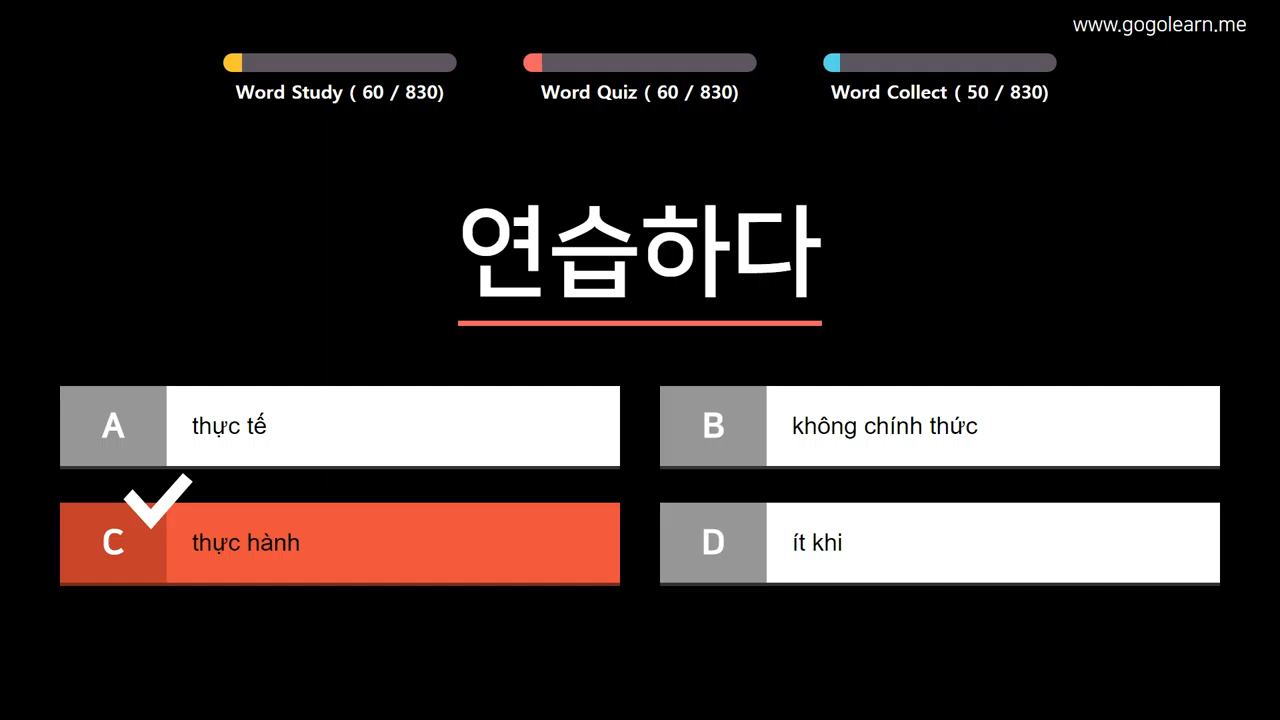 www.gogolearn.me
Word Study ( 60 / 830)
Word Quiz ( 60 / 830)
Word Collect ( 50 / 830)
연습하다
A thực tế
B không chính thức
C thực hành
D ít khi